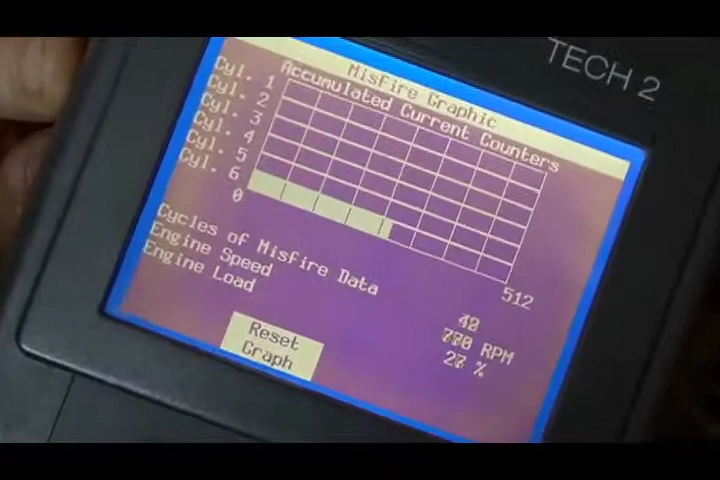 TECH 2
Misfire Graphic
Accumulated Current Counters
Cyl. 1
Cyl. 2
Cyl. 3
Cyl. 4
Cyl. 5
Cyl. 6
0
512
Cycles of Misfire Data
Engine Speed RPM
Engine Load %
Reset
Graph